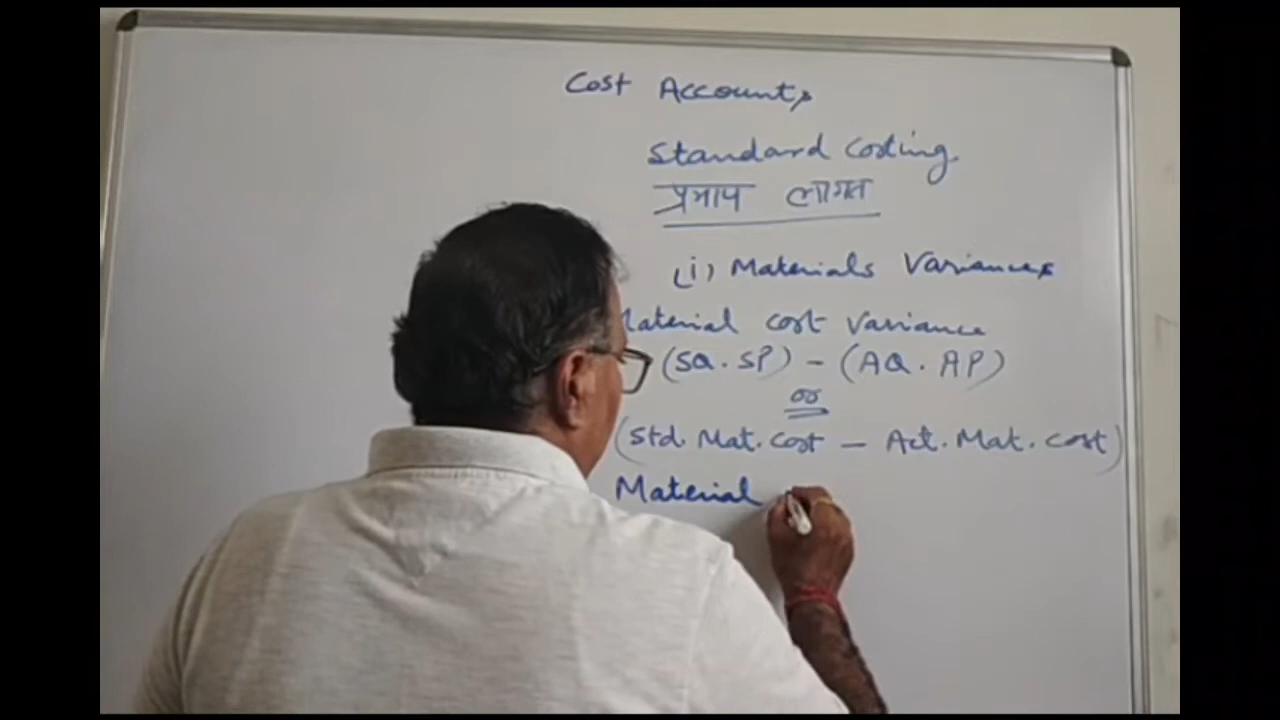 Cost Accounts
Standard Costing
प्रमाप लागत
(i) Materials Variances
Material cost variance
(SQ . SP) - (AQ . AP)
or
(Std. Mat. Cost - Act. Mat. Cost)
Material